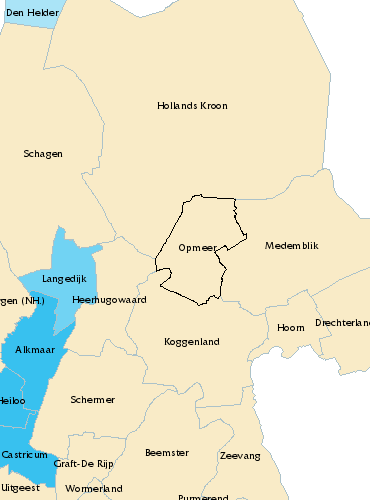 Den Helder
Hollands Kroon
Schagen
Opmeer
Medemblik
Langedijk
gen (NH.)
Heerhugowaard
Drechterland
Hoorn
Koggenland
Alkmaar
Heiloo
Schermer
Castricum
Beemster
Zeevang
Graft-De Rijp
Uitgeest
Wormerland
Purmerend